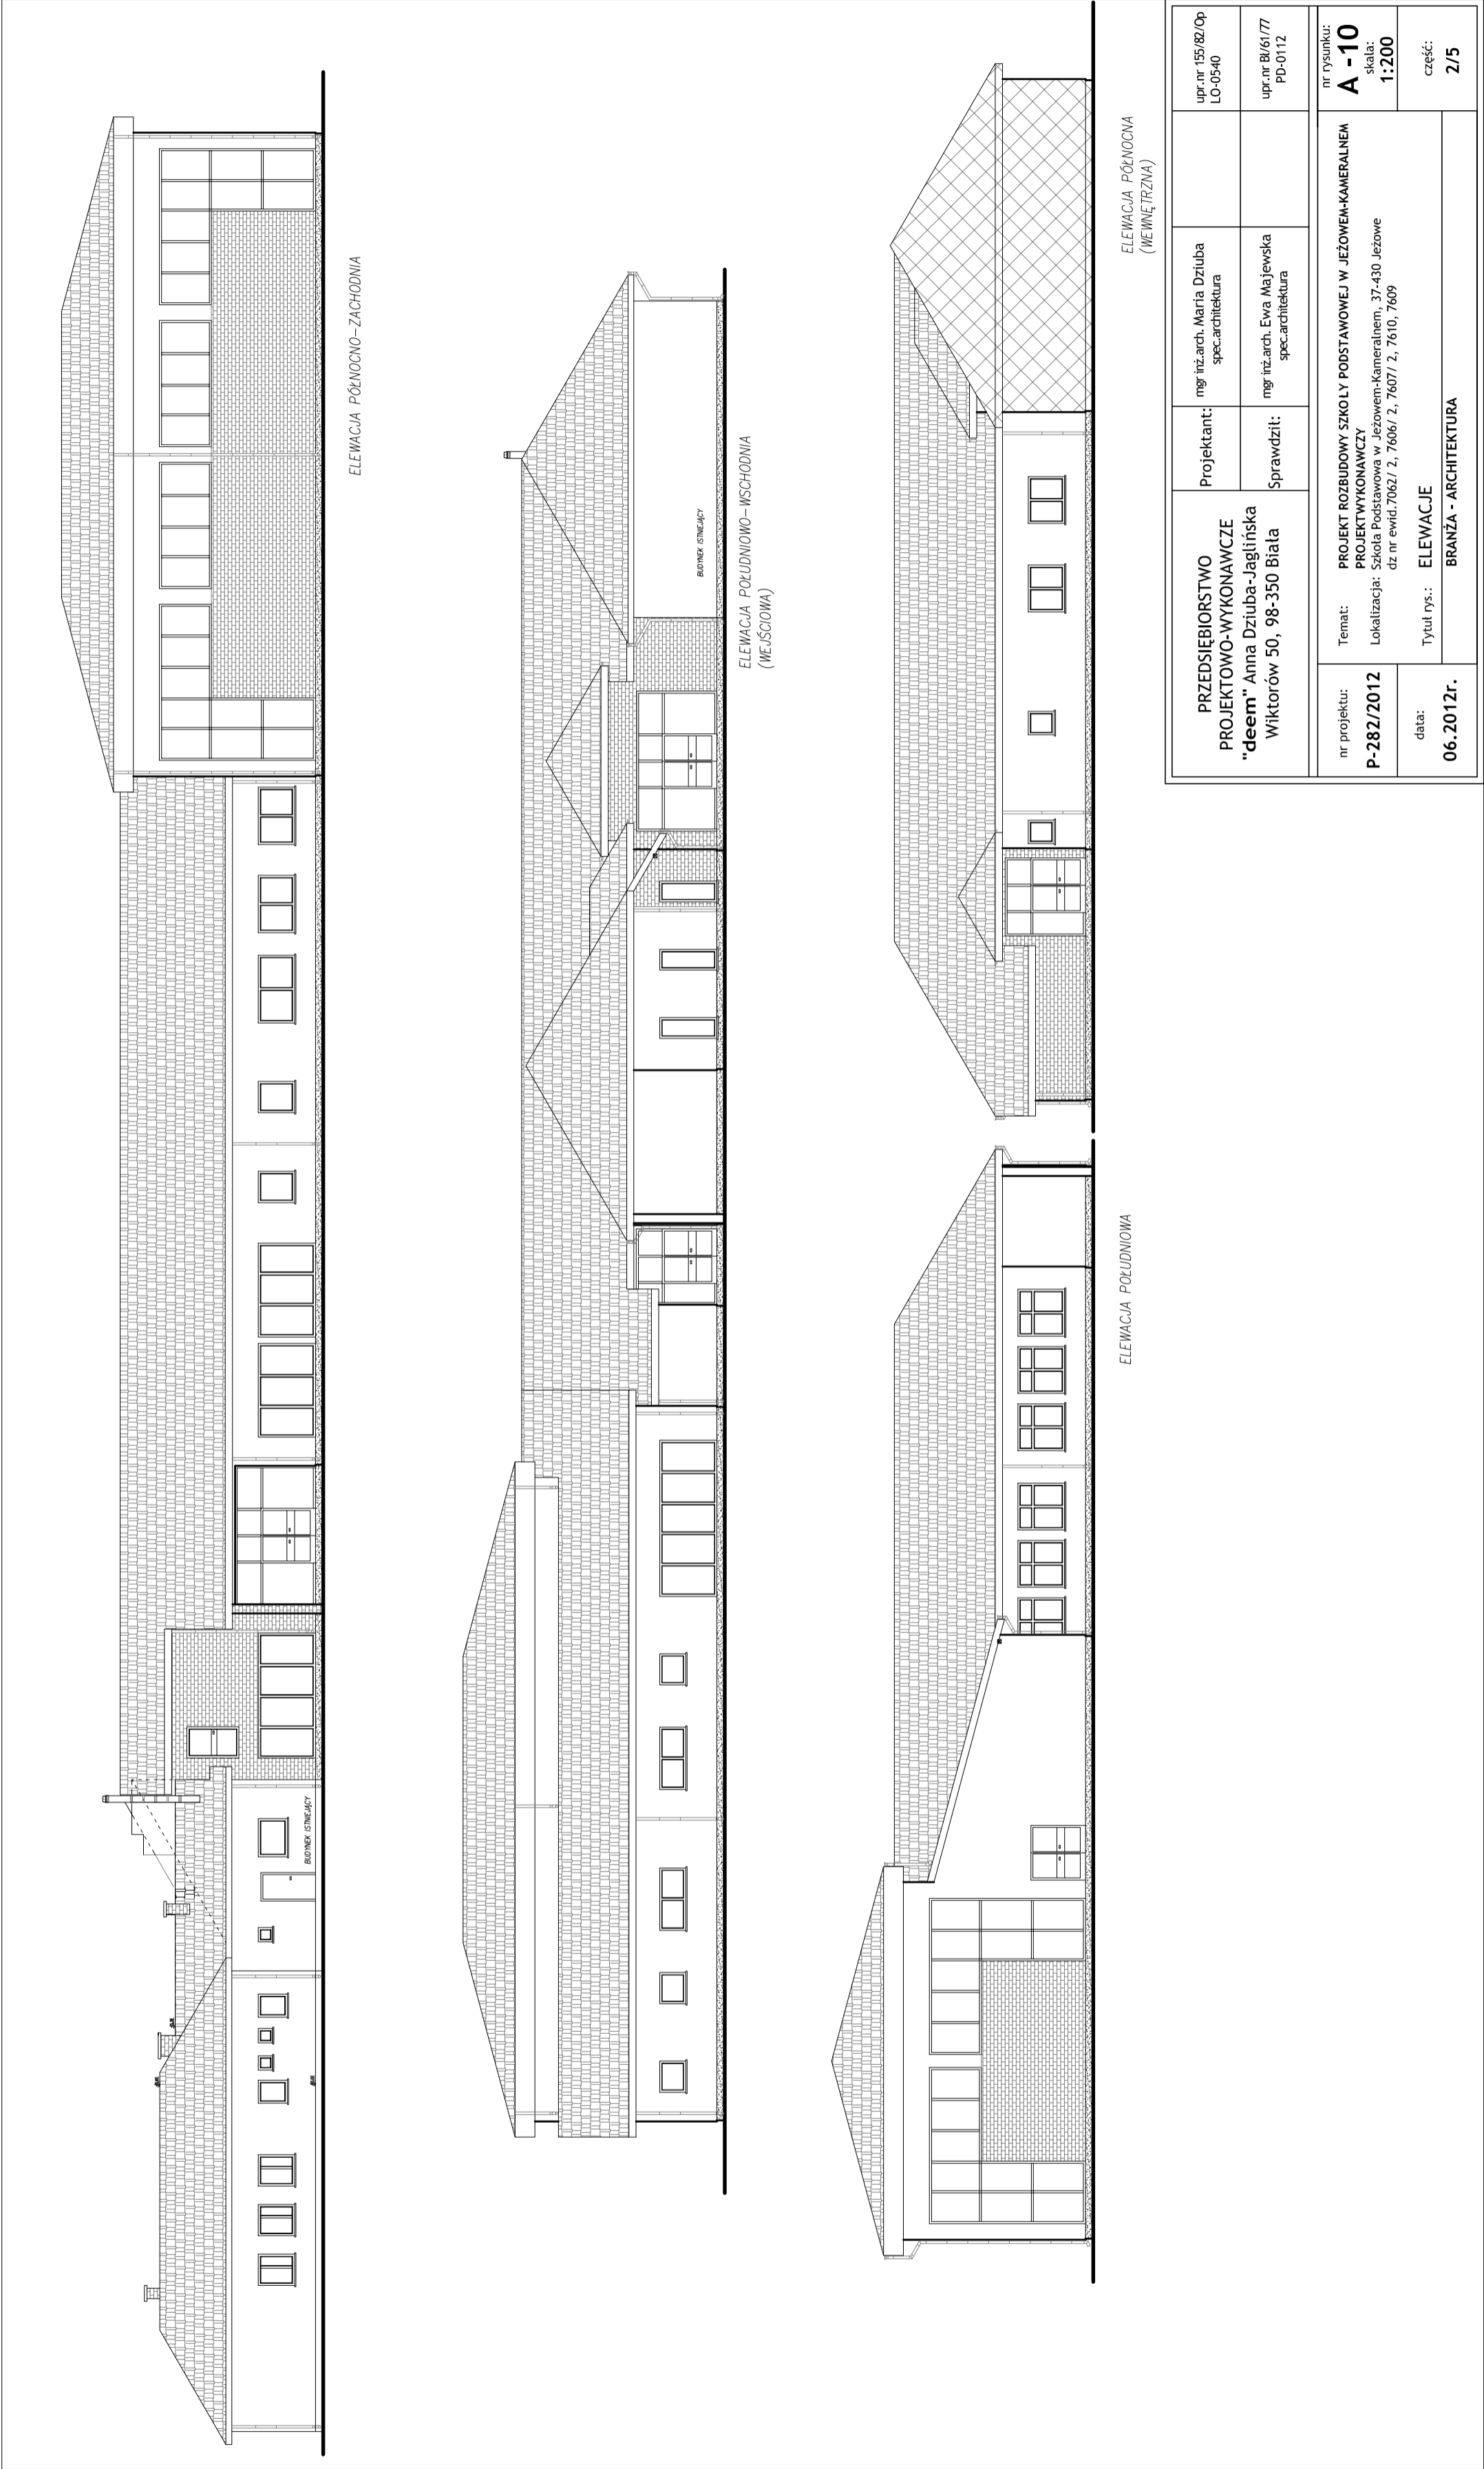 ELEWACJA PÓŁNOCNO-ZACHODNIA
BUDYNEK ISTNIEJĄCY
ELEWACJA POŁUDNIOWO-WSCHODNIA
(WEJŚCIOWA)
BUDYNEK ISTNIEJĄCY
ELEWACJA POŁUDNIOWA
ELEWACJA PÓŁNOCNA
(WEWNĘTRZNA)
PRZEDSIĘBIORSTWO
PROJEKTOWO-WYKONAWCZE
"deem" Anna Dziuba-Jaglińska
Wiktorów 50, 98-350 Biała
Projektant:
mgr inż.arch. Maria Dziuba
spec.architektura
upr.nr 155/82/Op
LO-0540
Sprawdził:
mgr inż.arch. Ewa Majewska
spec.architektura
upr.nr Bł/61/77
PD-0112
nr projektu:
P-282/2012
data:
06.2012r.
Temat: PROJEKT ROZBUDOWY SZKOŁY PODSTAWOWEJ W JEŻOWEM-KAMERALNEM
PROJEKTWYKONAWCZY
Lokalizacja: Szkoła Podstawowa w Jeżowem-Kameralnem, 37-430 Jeżowe
dz nr ewid.7062/ 2, 7606/ 2, 7607/ 2, 7610, 7609
Tytuł rys.: ELEWACJE
BRANŻA - ARCHITEKTURA
nr rysunku:
A -10
skala:
1:200
część:
2/5